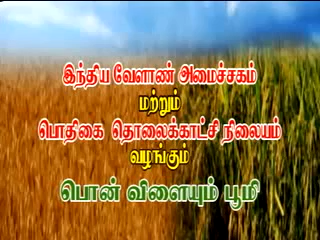 இந்திய வேளாண் அமைச்சகம்
மற்றும்
பொதிகை தொலைக்காட்சி நிலையம்
வழங்கும்
பொன் விளையும் பூமி